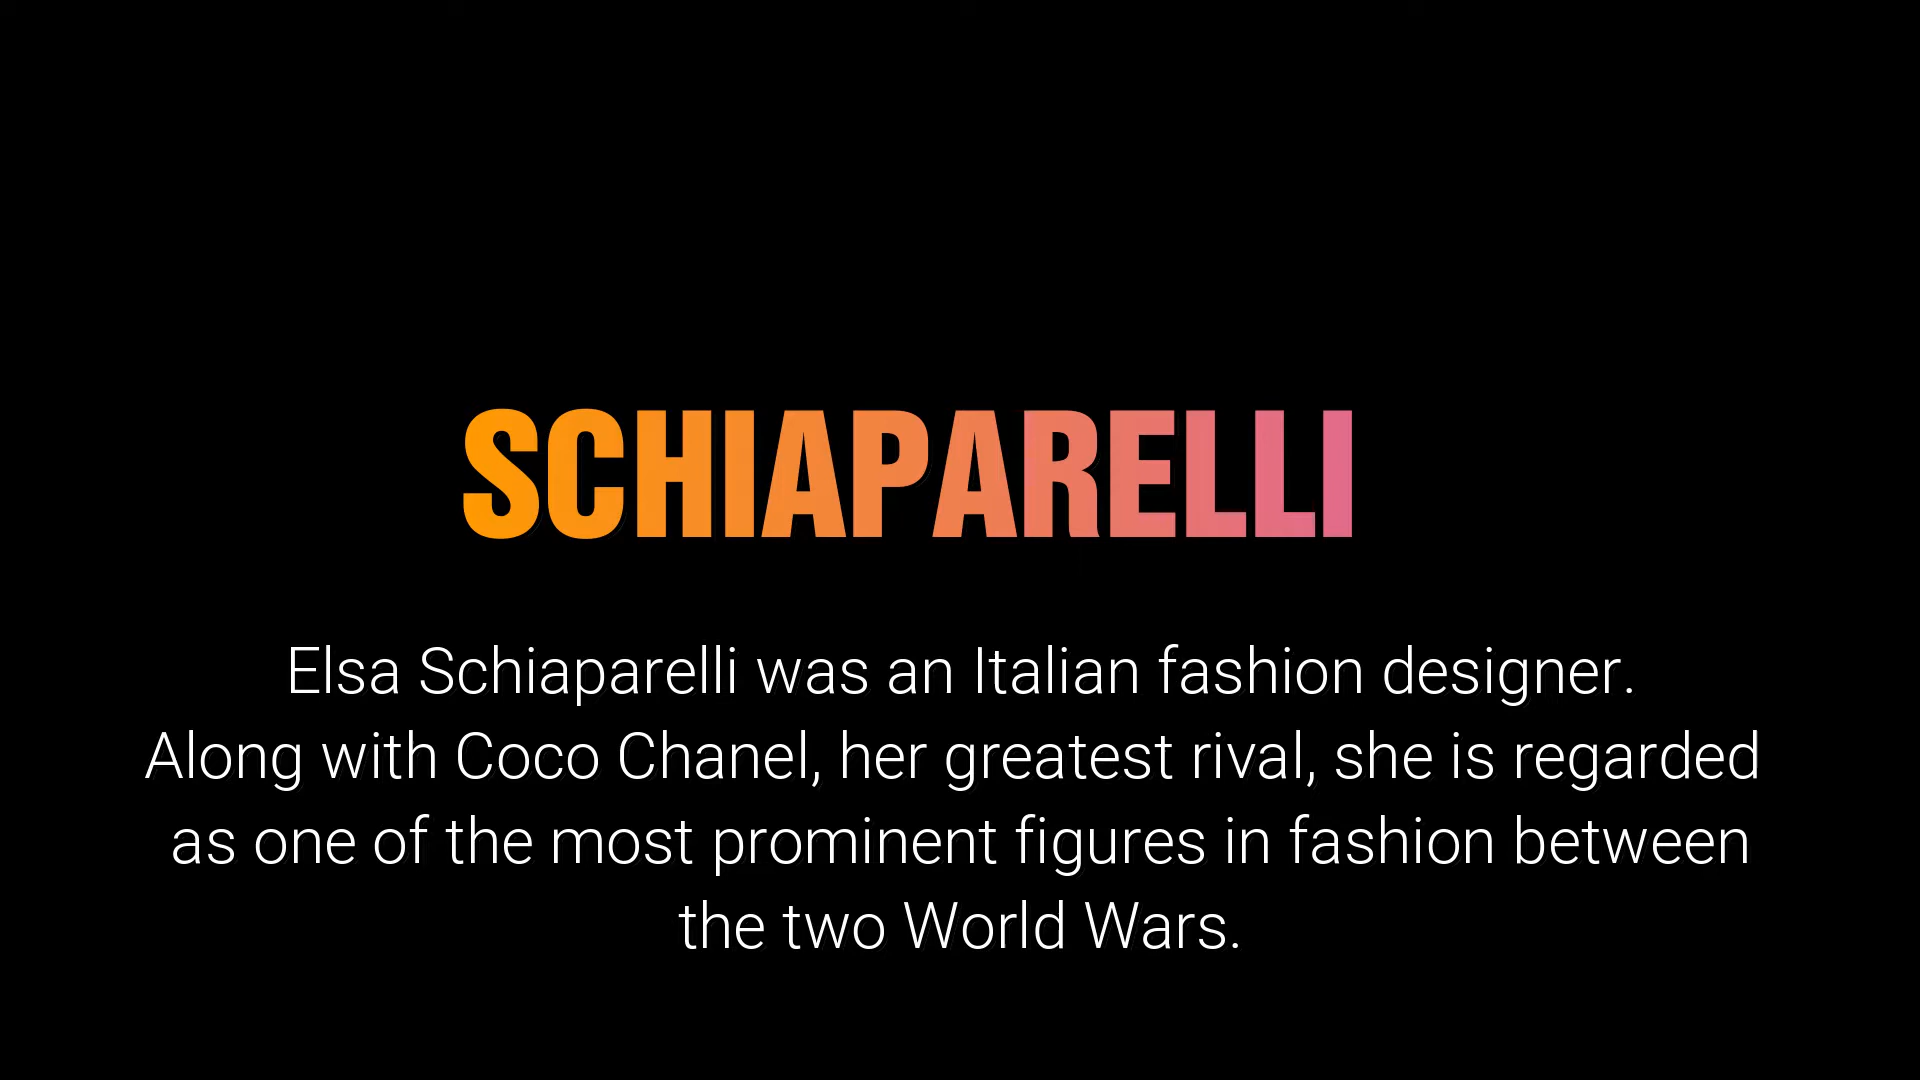 SCHIAPARELLI
Elsa Schiaparelli was an Italian fashion designer.
Along with Coco Chanel, her greatest rival, she is regarded
as one of the most prominent figures in fashion between
the two World Wars.